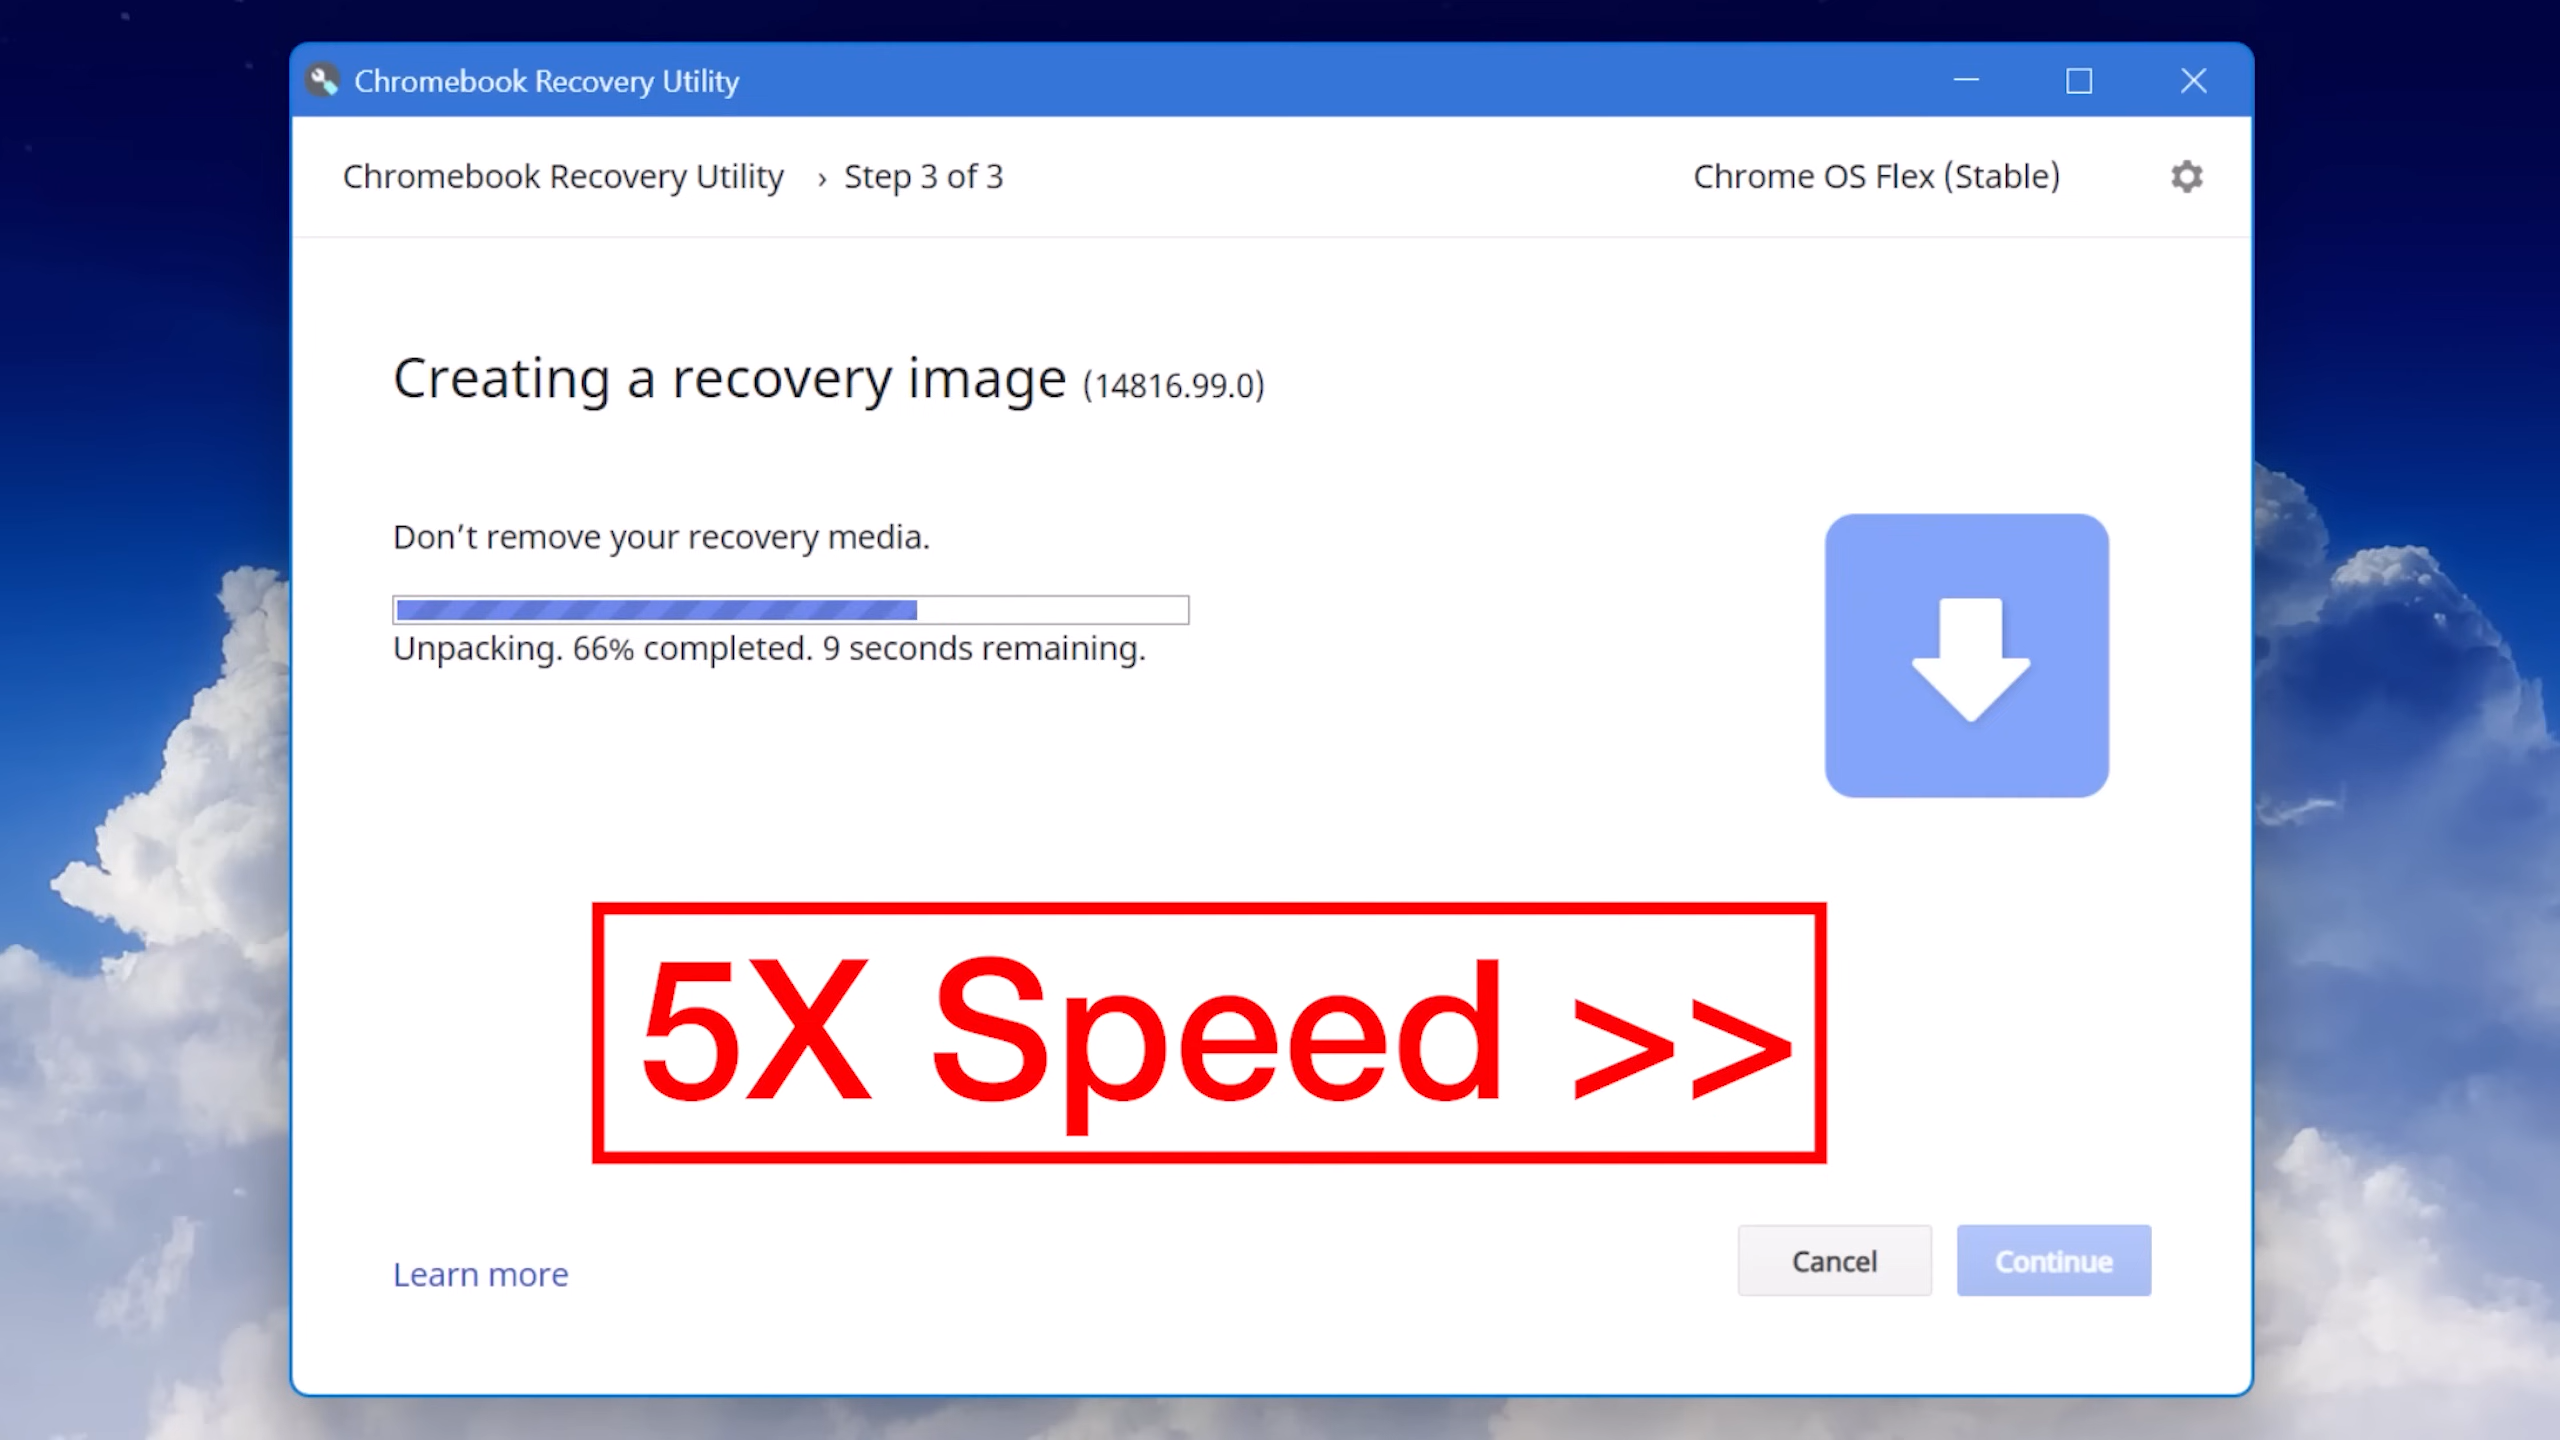 Chromebook Recovery Utility
Chromebook Recovery Utility › Step 3 of 3
Chrome OS Flex (Stable)
Creating a recovery image (14816.99.0)
Don’t remove your recovery media.
Unpacking. 66% completed. 9 seconds remaining.
5X Speed >>
Learn more
Cancel
Continue